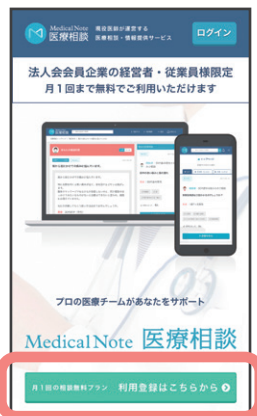 Medical Note
医療相談
現役医師が運営する
医療相談・情報提供サービス
ログイン
法人会会員企業の経営者・従業員様限定
月1回まで無料でご利用いただけます
プロの医療チームがあなたをサポート
Medical Note 医療相談
月1回の相談無料プラン 利用登録はこちらから